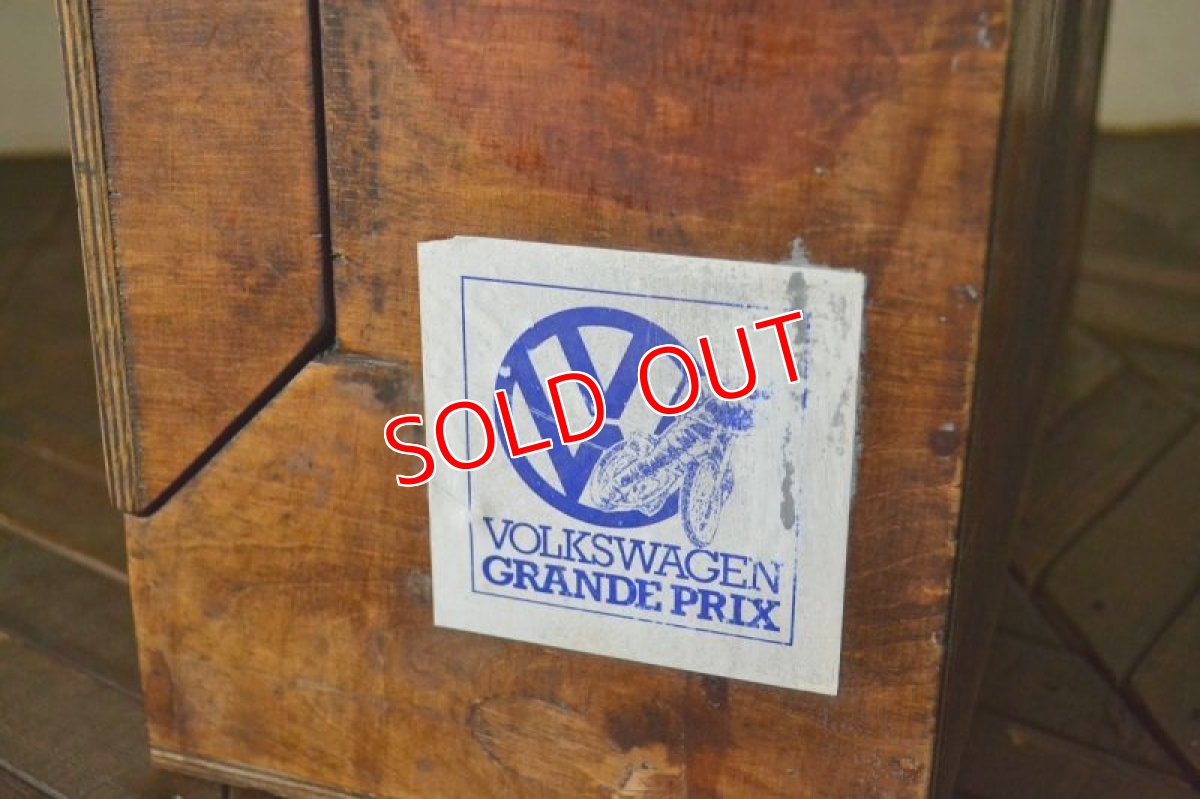 SOLD OUT
VOLKSWAGEN
GRANDE PRIX